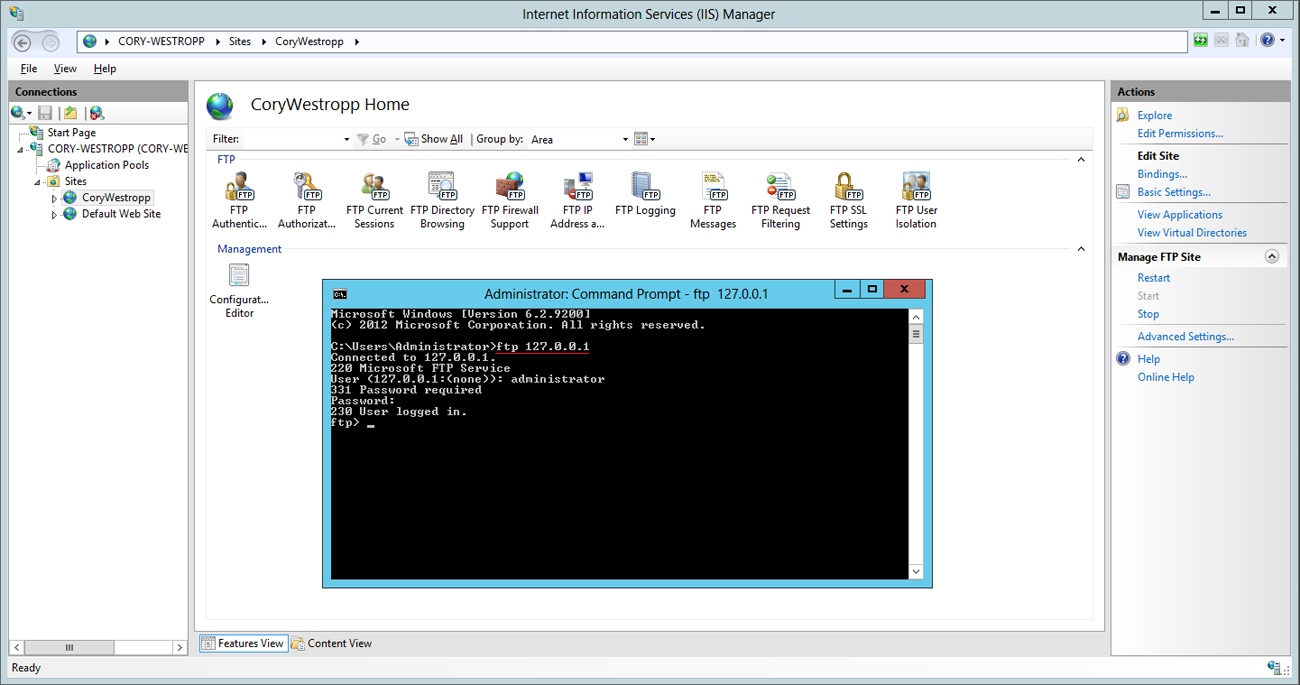 Internet Information Services (IIS) Manager
CORY-WESTROPP Sites CoryWestropp
File View Help
Connections
Start Page
CORY-WESTROPP (CORY-WE
Application Pools
Sites
CoryWestropp
Default Web Site
CoryWestropp Home
Filter: Go Show All Group by: Area
FTP
FTP Authentic...
FTP Authorizat...
FTP Current Sessions
FTP Directory Browsing
FTP Firewall Support
FTP IP Address a...
FTP Logging
FTP Messages
FTP Request Filtering
FTP SSL Settings
FTP User Isolation
Management
Configurat... Editor
Administrator: Command Prompt - ftp 127.0.0.1
Microsoft Windows [Version 6.2.9200]
(c) 2012 Microsoft Corporation. All rights reserved.
C:\Users\Administrator>ftp 127.0.0.1
Connected to 127.0.0.1.
220 Microsoft FTP Service
User (127.0.0.1:(none)): administrator
331 Password required
Password:
230 User logged in.
ftp> _
Features View Content View
Actions
Explore
Edit Permissions...
Edit Site
Bindings...
Basic Settings...
View Applications
View Virtual Directories
Manage FTP Site
Restart
Start
Stop
Advanced Settings...
Help
Online Help
Ready